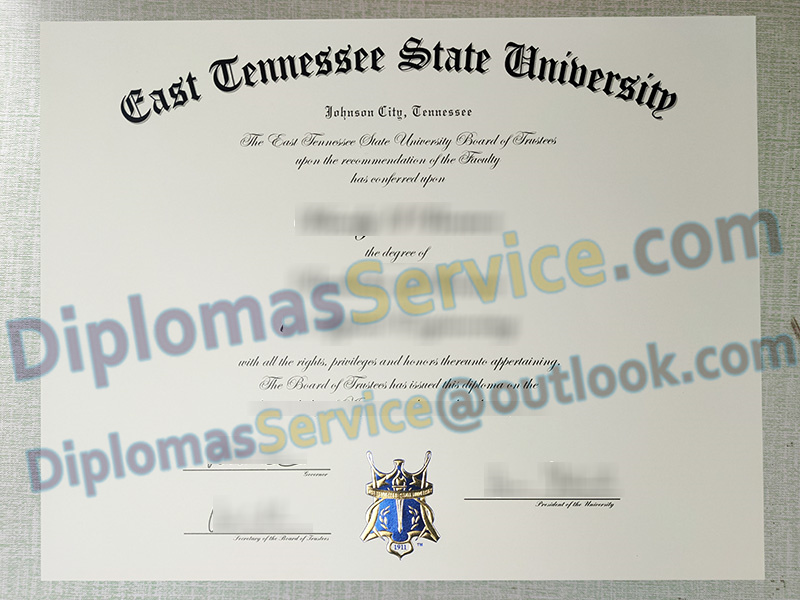 East Tennessee State University
Johnson City, Tennessee
The East Tennessee State University Board of Trustees
upon the recommendation of the Faculty
has conferred upon
the degree of
DiplomasService.com
with all the rights, privileges and honors thereunto appertaining.
The Board of Trustees has issued this diploma on the
DiplomasService@outlook.com
Governor
President of the University
Secretary of the Board of Trustees
1911
TM